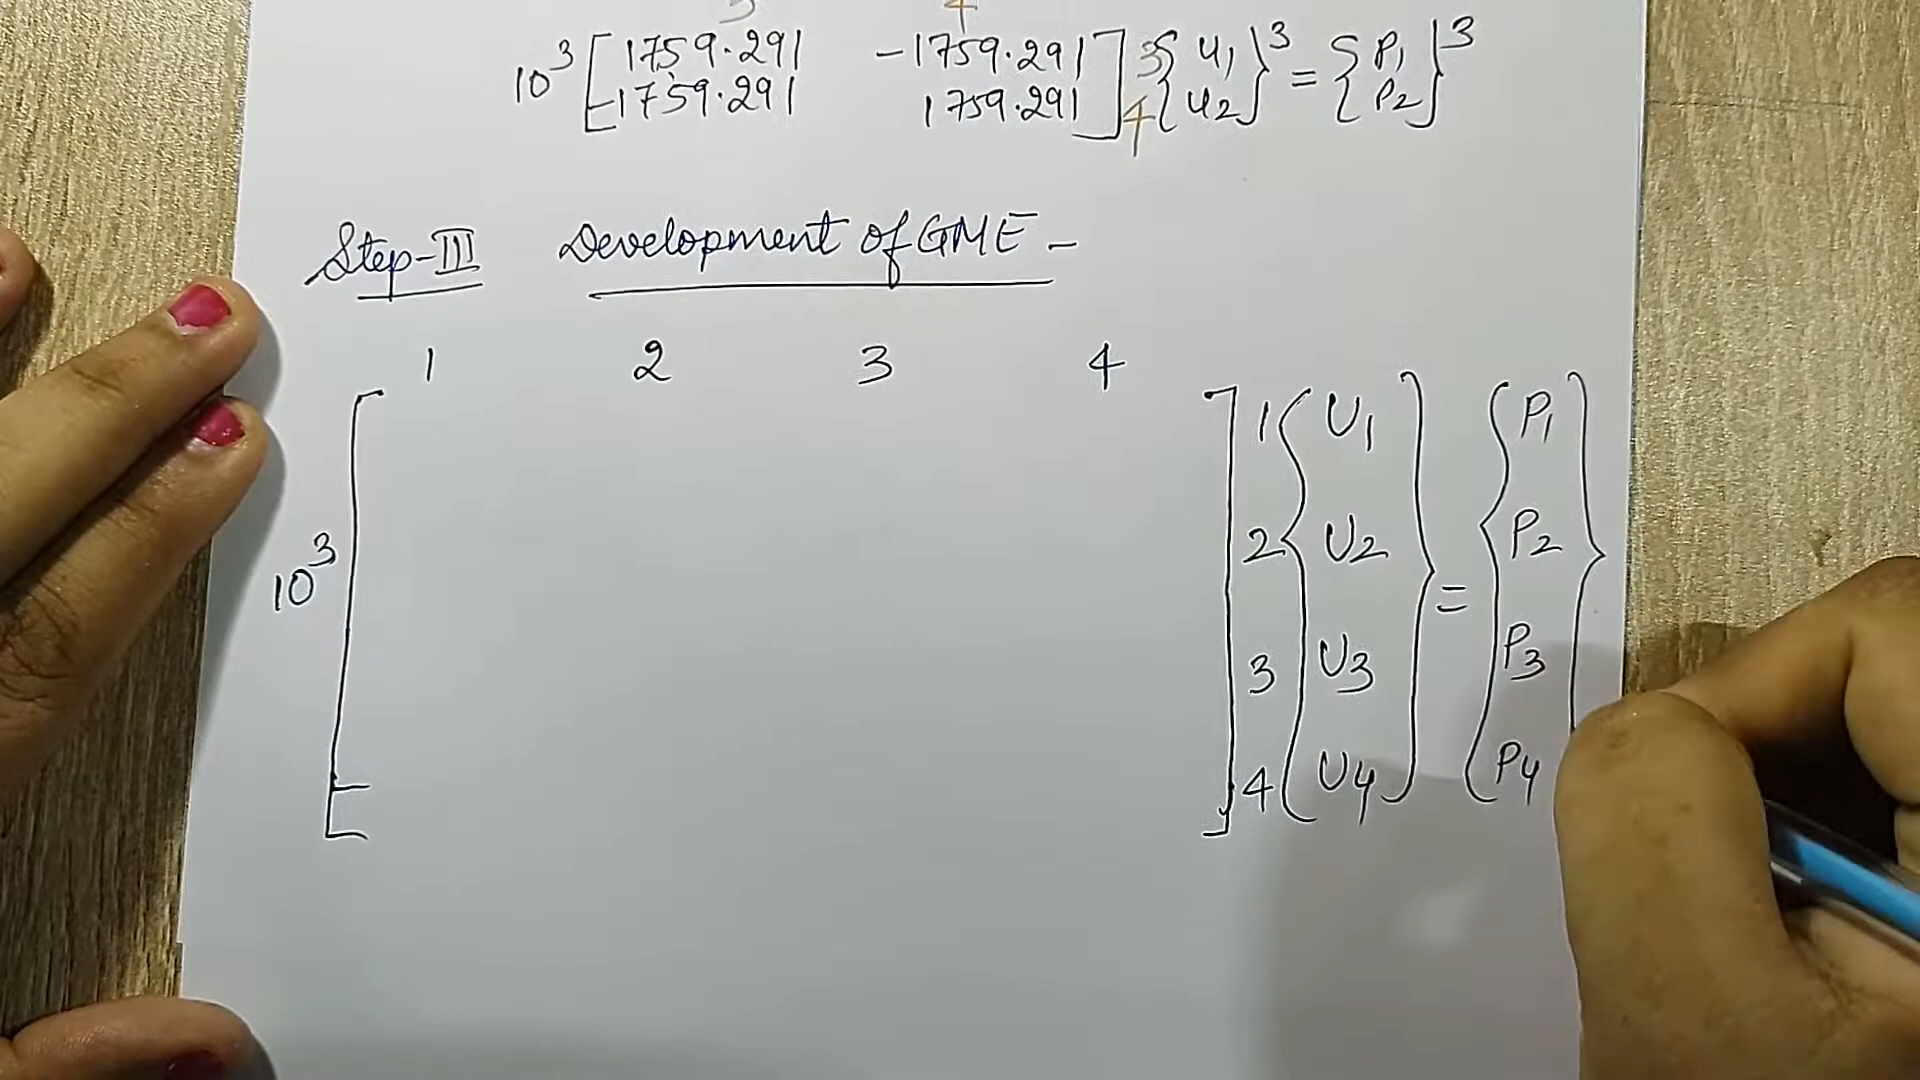 3 4
10³ [ 1759.291 -1759.291 ] 3 { u1 }³ = { P1 }³
-1759.291 1759.291 4 u2 P2
Step-III Development of GME -
1 2 3 4
1 U1 P1
2 U2 P2
10³ =
3 U3 P3
4 U4 P4